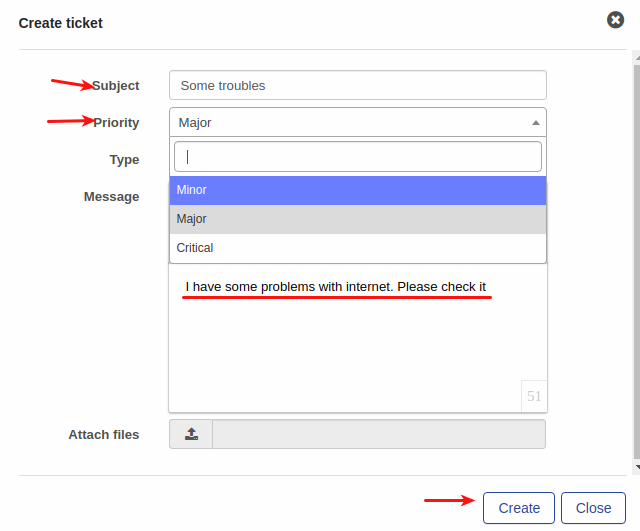 Create ticket
Subject
Some troubles
Priority
Major
Type
Minor
Message
Major
Critical
I have some problems with internet. Please check it
51
Attach files
Create
Close